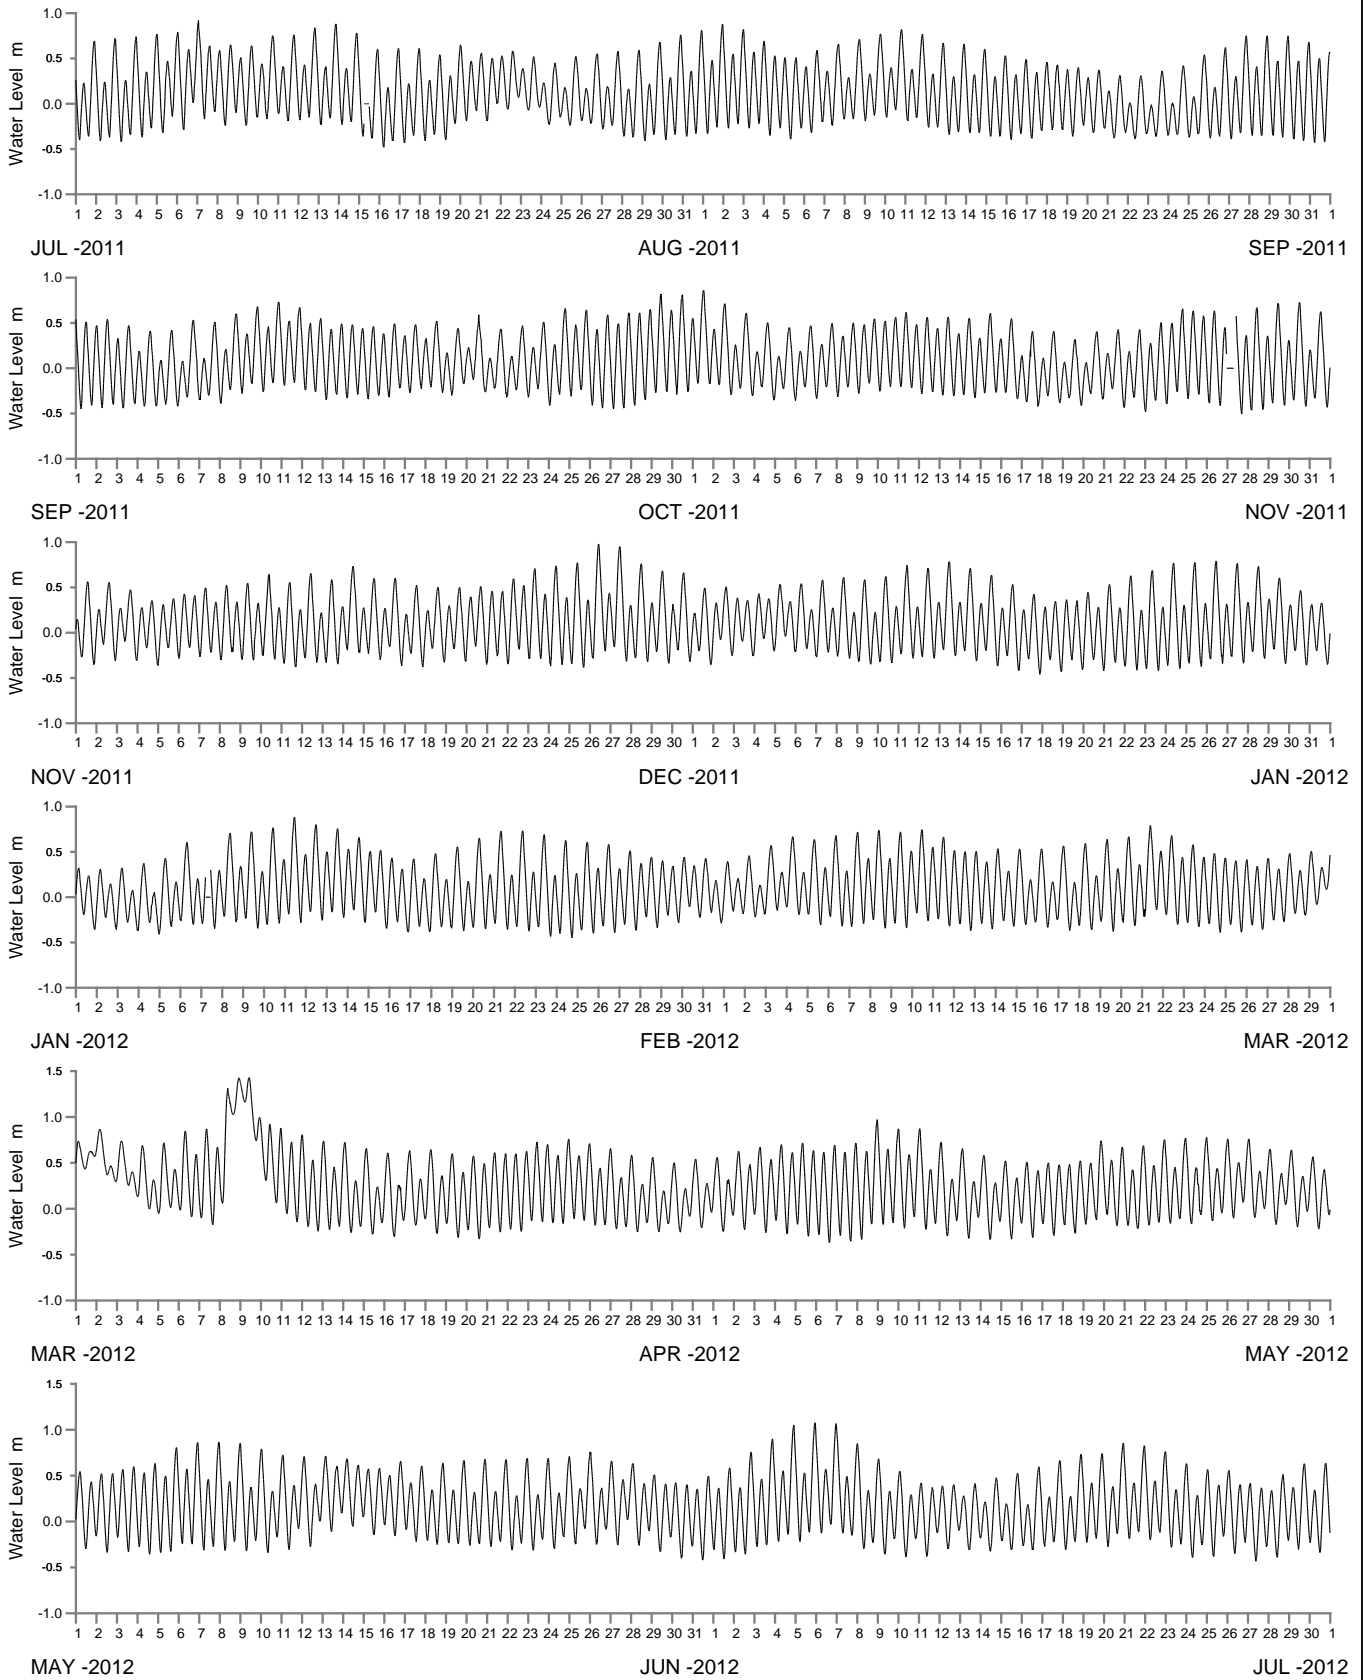 1.0
0.5
0.0
-0.5
-1.0
Water Level m
1 2 3 4 5 6 7 8 9 10 11 12 13 14 15 16 17 18 19 20 21 22 23 24 25 26 27 28 29 30 31 1 2 3 4 5 6 7 8 9 10 11 12 13 14 15 16 17 18 19 20 21 22 23 24 25 26 27 28 29 30 31 1
JUL -2011 AUG -2011 SEP -2011
1.0
0.5
0.0
-0.5
-1.0
Water Level m
1 2 3 4 5 6 7 8 9 10 11 12 13 14 15 16 17 18 19 20 21 22 23 24 25 26 27 28 29 30 1 2 3 4 5 6 7 8 9 10 11 12 13 14 15 16 17 18 19 20 21 22 23 24 25 26 27 28 29 30 31 1
SEP -2011 OCT -2011 NOV -2011
1.0
0.5
0.0
-0.5
-1.0
Water Level m
1 2 3 4 5 6 7 8 9 10 11 12 13 14 15 16 17 18 19 20 21 22 23 24 25 26 27 28 29 30 1 2 3 4 5 6 7 8 9 10 11 12 13 14 15 16 17 18 19 20 21 22 23 24 25 26 27 28 29 30 31 1
NOV -2011 DEC -2011 JAN -2012
1.0
0.5
0.0
-0.5
-1.0
Water Level m
1 2 3 4 5 6 7 8 9 10 11 12 13 14 15 16 17 18 19 20 21 22 23 24 25 26 27 28 29 30 31 1 2 3 4 5 6 7 8 9 10 11 12 13 14 15 16 17 18 19 20 21 22 23 24 25 26 27 28 29 1
JAN -2012 FEB -2012 MAR -2012
1.5
1.0
0.5
0.0
-0.5
-1.0
Water Level m
1 2 3 4 5 6 7 8 9 10 11 12 13 14 15 16 17 18 19 20 21 22 23 24 25 26 27 28 29 30 31 1 2 3 4 5 6 7 8 9 10 11 12 13 14 15 16 17 18 19 20 21 22 23 24 25 26 27 28 29 30 1
MAR -2012 APR -2012 MAY -2012
1.5
1.0
0.5
0.0
-0.5
-1.0
Water Level m
1 2 3 4 5 6 7 8 9 10 11 12 13 14 15 16 17 18 19 20 21 22 23 24 25 26 27 28 29 30 31 1 2 3 4 5 6 7 8 9 10 11 12 13 14 15 16 17 18 19 20 21 22 23 24 25 26 27 28 29 30 1
MAY -2012 JUN -2012 JUL -2012